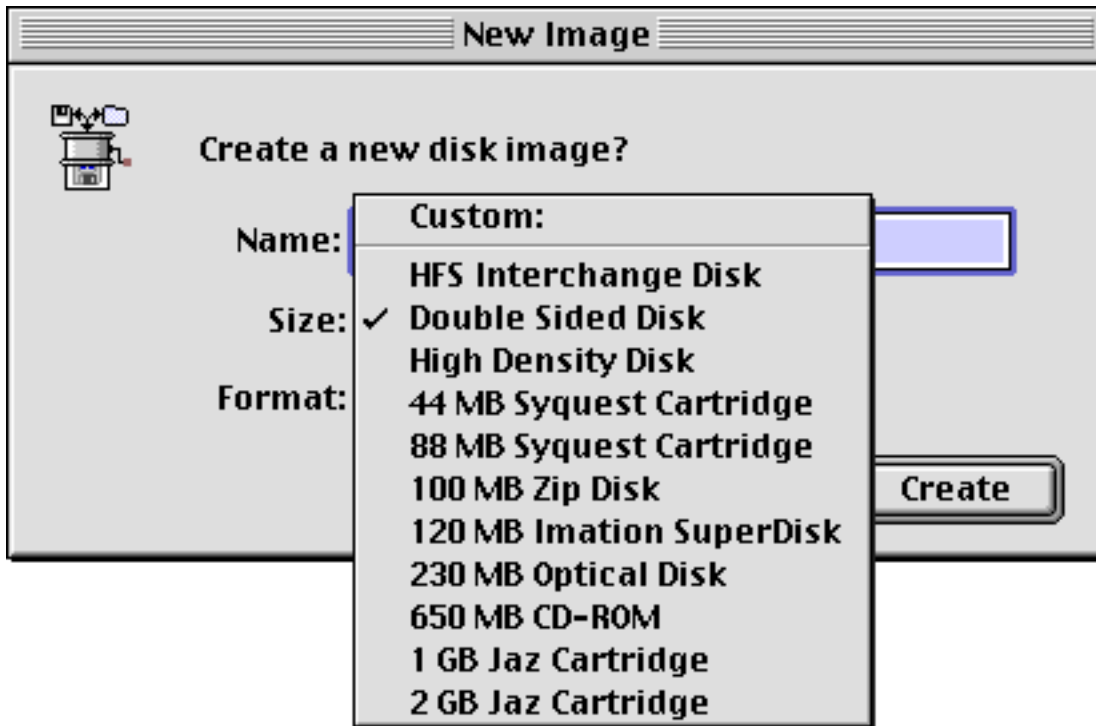 New Image
Create a new disk image?
Name:
Size:
Format:
Custom:
HFS Interchange Disk
✓ Double Sided Disk
High Density Disk
44 MB Syquest Cartridge
88 MB Syquest Cartridge
100 MB Zip Disk
120 MB Imation SuperDisk
230 MB Optical Disk
650 MB CD-ROM
1 GB Jaz Cartridge
2 GB Jaz Cartridge
Create